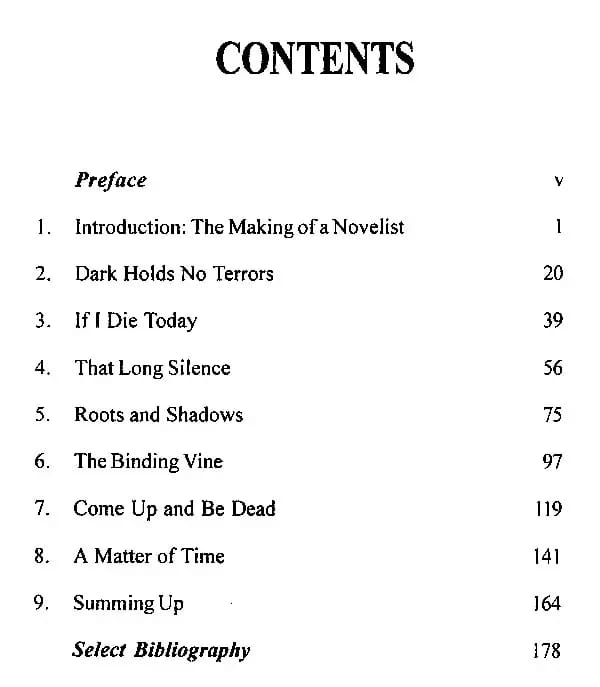 CONTENTS
Preface v
1. Introduction: The Making of a Novelist 1
2. Dark Holds No Terrors 20
3. If I Die Today 39
4. That Long Silence 56
5. Roots and Shadows 75
6. The Binding Vine 97
7. Come Up and Be Dead 119
8. A Matter of Time 141
9. Summing Up 164
Select Bibliography 178